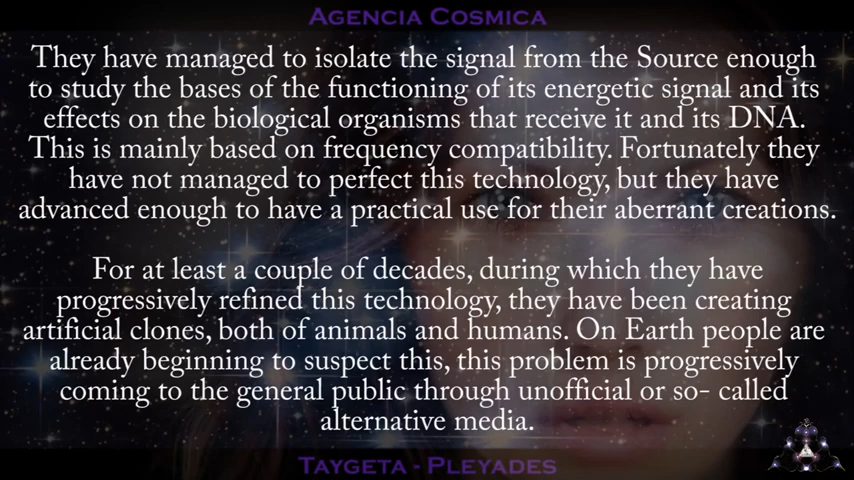 AGENCIA COSMICA
They have managed to isolate the signal from the Source enough
to study the bases of the functioning of its energetic signal and its
effects on the biological organisms that receive it and its DNA.
This is mainly based on frequency compatibility. Fortunately they
have not managed to perfect this technology, but they have
advanced enough to have a practical use for their aberrant creations.
For at least a couple of decades, during which they have
progressively refined this technology, they have been creating
artificial clones, both of animals and humans. On Earth people are
already beginning to suspect this, this problem is progressively
coming to the general public through unofficial or so- called
alternative media.
TAYGETA - PLEYADES